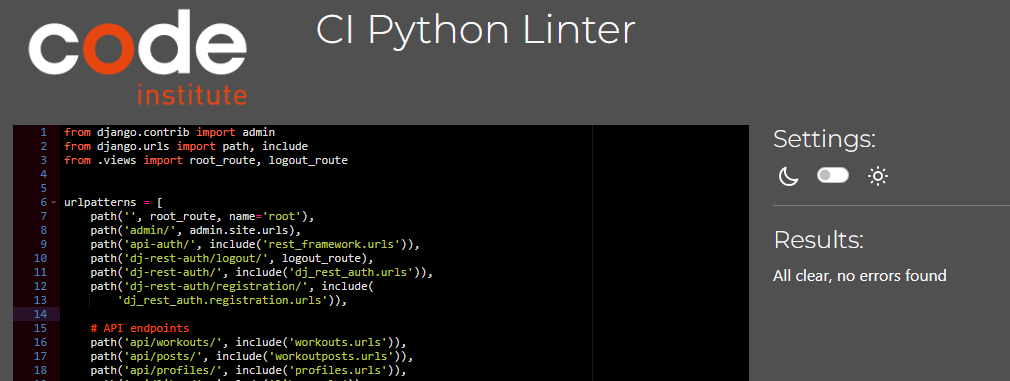 code
institute
CI Python Linter
1 from django.contrib import admin
2 from django.urls import path, include
3 from .views import root_route, logout_route
4
5
6 urlpatterns = [
7     path('', root_route, name='root'),
8     path('admin/', admin.site.urls),
9     path('api-auth/', include('rest_framework.urls')),
10     path('dj-rest-auth/logout/', logout_route),
11     path('dj-rest-auth/', include('dj_rest_auth.urls')),
12     path('dj-rest-auth/registration/', include(
13         'dj_rest_auth.registration.urls')),
14
15     # API endpoints
16     path('api/workouts/', include('workouts.urls')),
17     path('api/posts/', include('workoutposts.urls')),
18     path('api/profiles/', include('profiles.urls')),
Settings:
Results:
All clear, no errors found